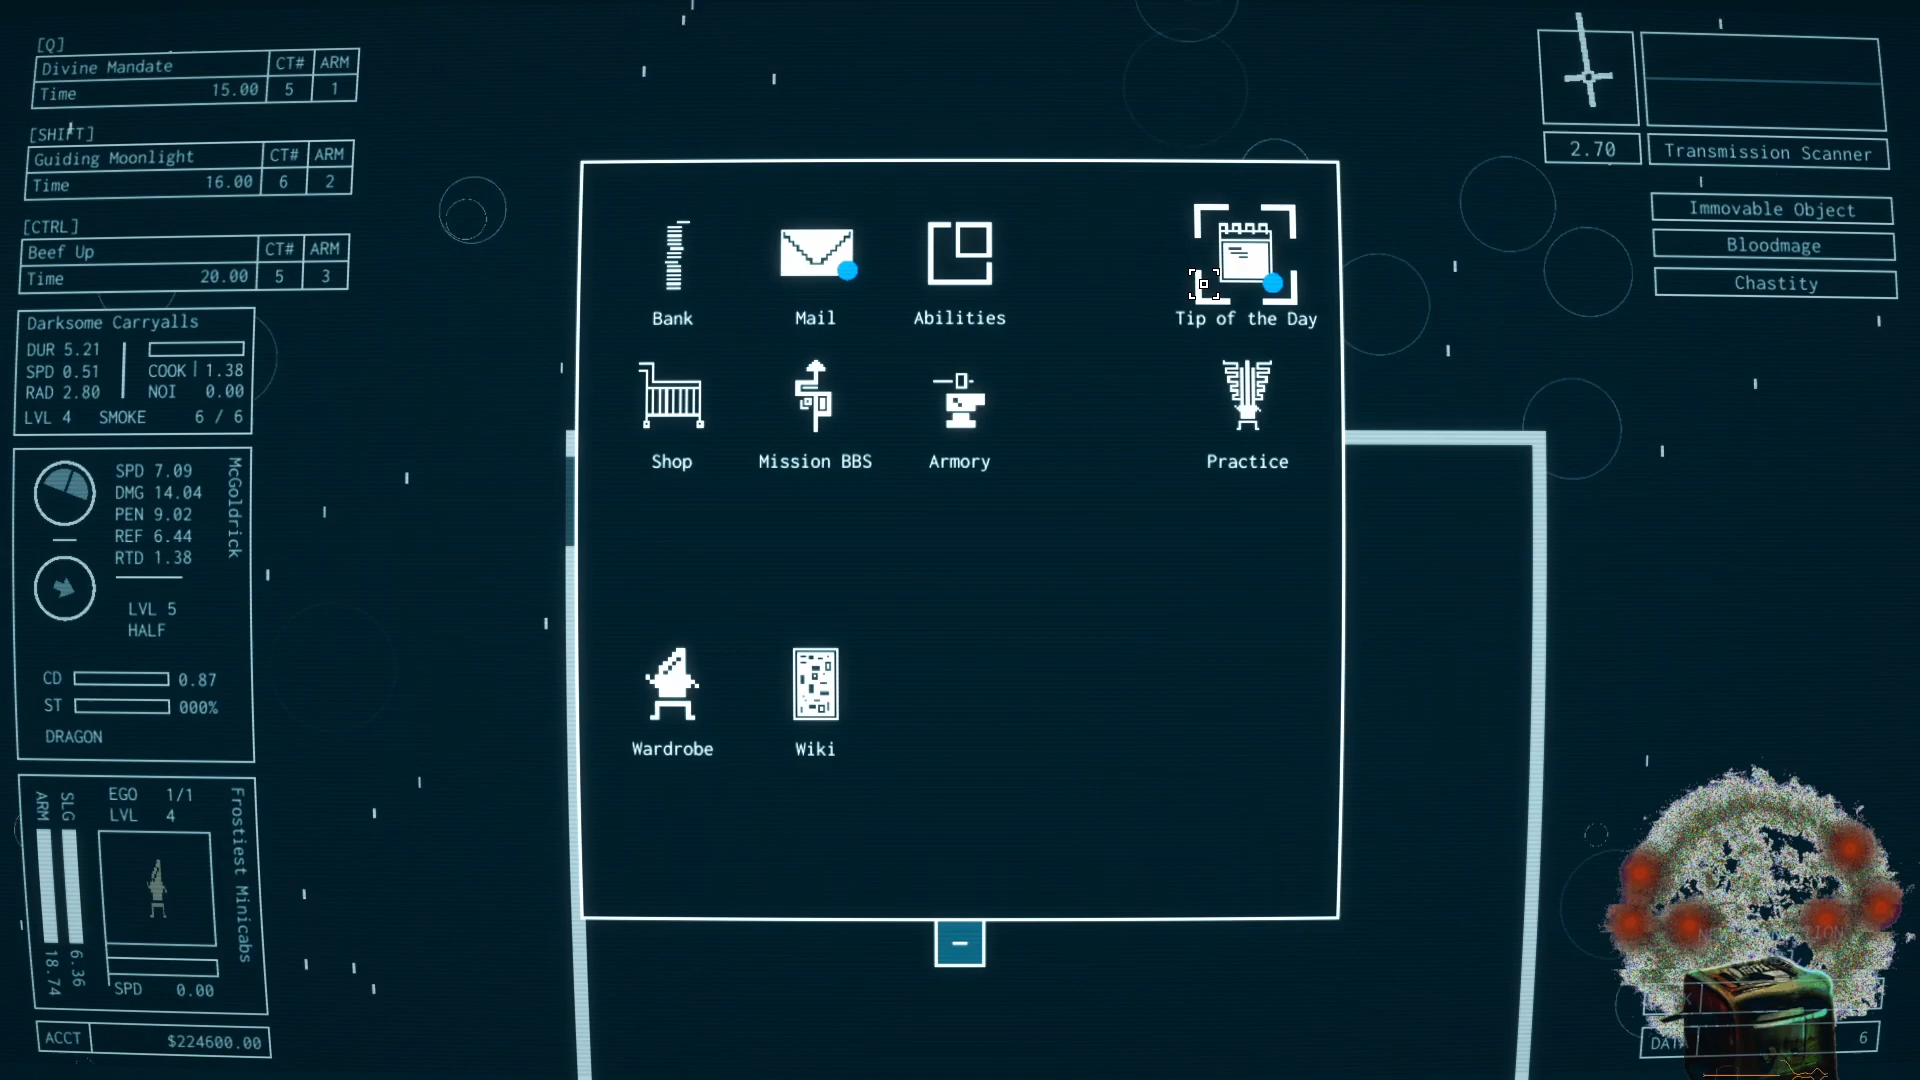 [Q]
Divine Mandate CT# ARM
Time 15.00 5 1
[SHIFT]
Guiding Moonlight CT# ARM
Time 16.00 6 2
[CTRL]
Beef Up CT# ARM
Time 20.00 5 3
Darksome Carryalls
DUR 5.21
SPD 0.51 COOK 1.38
RAD 2.80 NOI 0.00
LVL 4 SMOKE 6 / 6
McGoldrick
SPD 7.09
DMG 14.04
PEN 9.02
REF 6.44
RTD 1.38
LVL 5
HALF
CD 0.87
ST 000%
DRAGON
ARM SLG
EGO 1/1
LVL 4
Frostiest Minicabs
18.74 6.36
SPD 0.00
ACCT $224600.00
Bank Mail Abilities Tip of the Day
Shop Mission BBS Armory Practice
Wardrobe Wiki
2.70 Transmission Scanner
Immovable Object
Bloodmage
Chastity
DATA 6